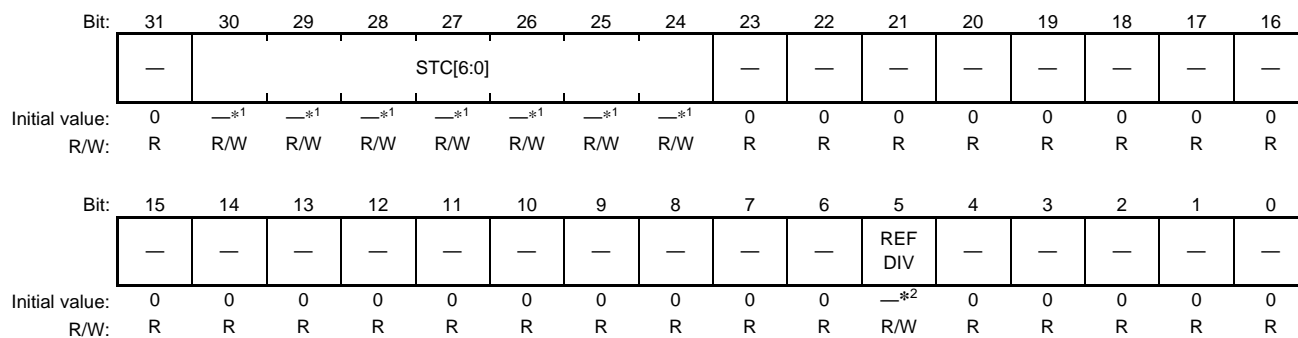 Bit: 31 30 29 28 27 26 25 24 23 22 21 20 19 18 17 16
— STC[6:0] — — — — — — — —
Initial value: 0 —*1 —*1 —*1 —*1 —*1 —*1 —*1 0 0 0 0 0 0 0 0
R/W: R R/W R/W R/W R/W R/W R/W R/W R R R R R R R R
Bit: 15 14 13 12 11 10 9 8 7 6 5 4 3 2 1 0
— — — — — — — — — — REF DIV — — — — —
Initial value: 0 0 0 0 0 0 0 0 0 0 —*2 0 0 0 0 0
R/W: R R R R R R R R R R R/W R R R R R